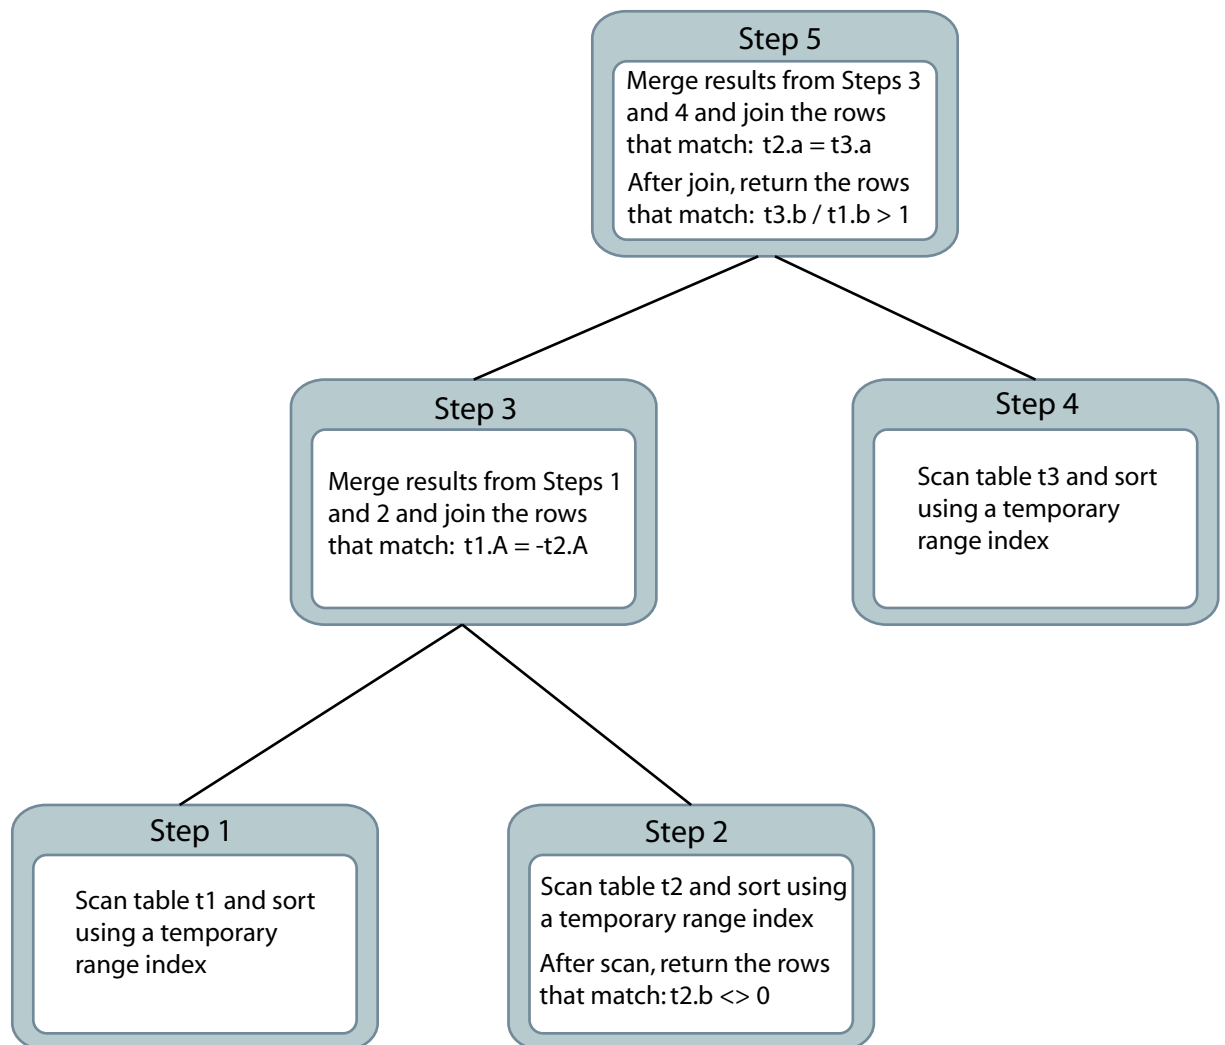 Step 5
Merge results from Steps 3
and 4 and join the rows
that match: t2.a = t3.a
After join, return the rows
that match: t3.b / t1.b > 1
Step 3
Merge results from Steps 1
and 2 and join the rows
that match: t1.A = -t2.A
Step 4
Scan table t3 and sort
using a temporary
range index
Step 1
Scan table t1 and sort
using a temporary
range index
Step 2
Scan table t2 and sort using
a temporary range index
After scan, return the rows
that match: t2.b <> 0